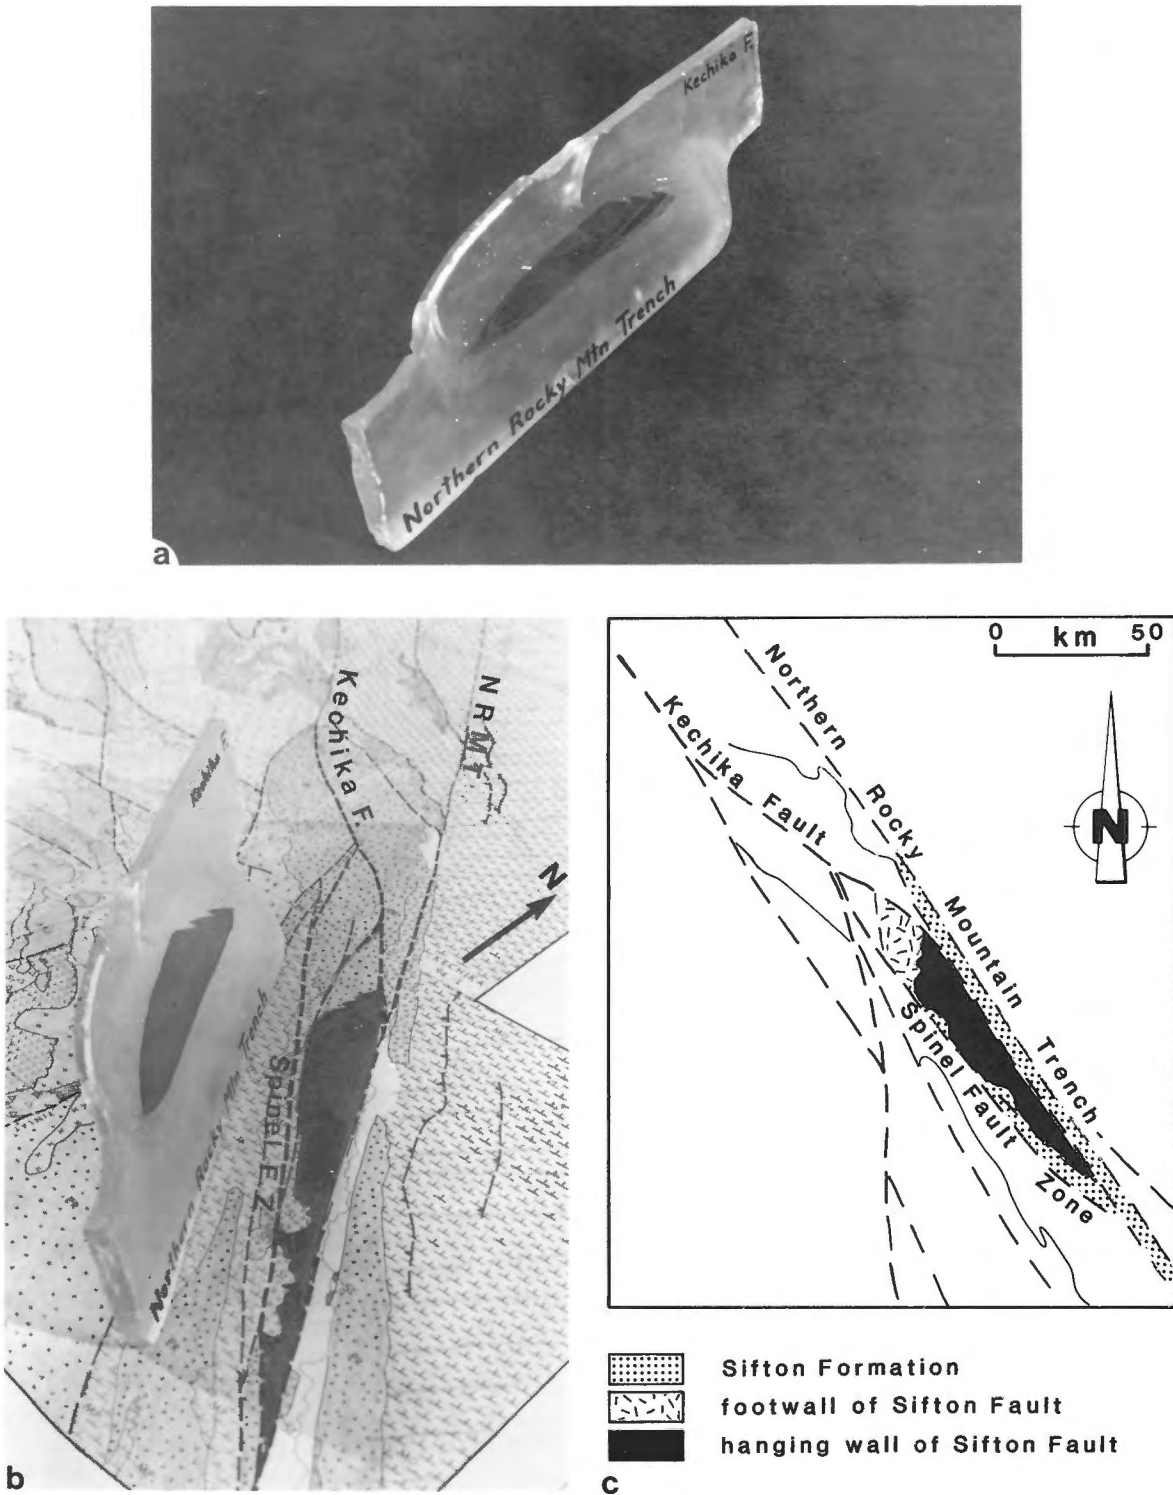 Kechika F.
Northern Rocky Mtn Trench
a
Kechika F.
NRMT
Kechika F.
N
Rocky Mtn Trench
Northern
Spinel F. Z.
b
0 km 50
Northern Rocky Mountain Trench
Kechika Fault
N
Spinel Fault Zone
Sifton Formation
footwall of Sifton Fault
hanging wall of Sifton Fault
c